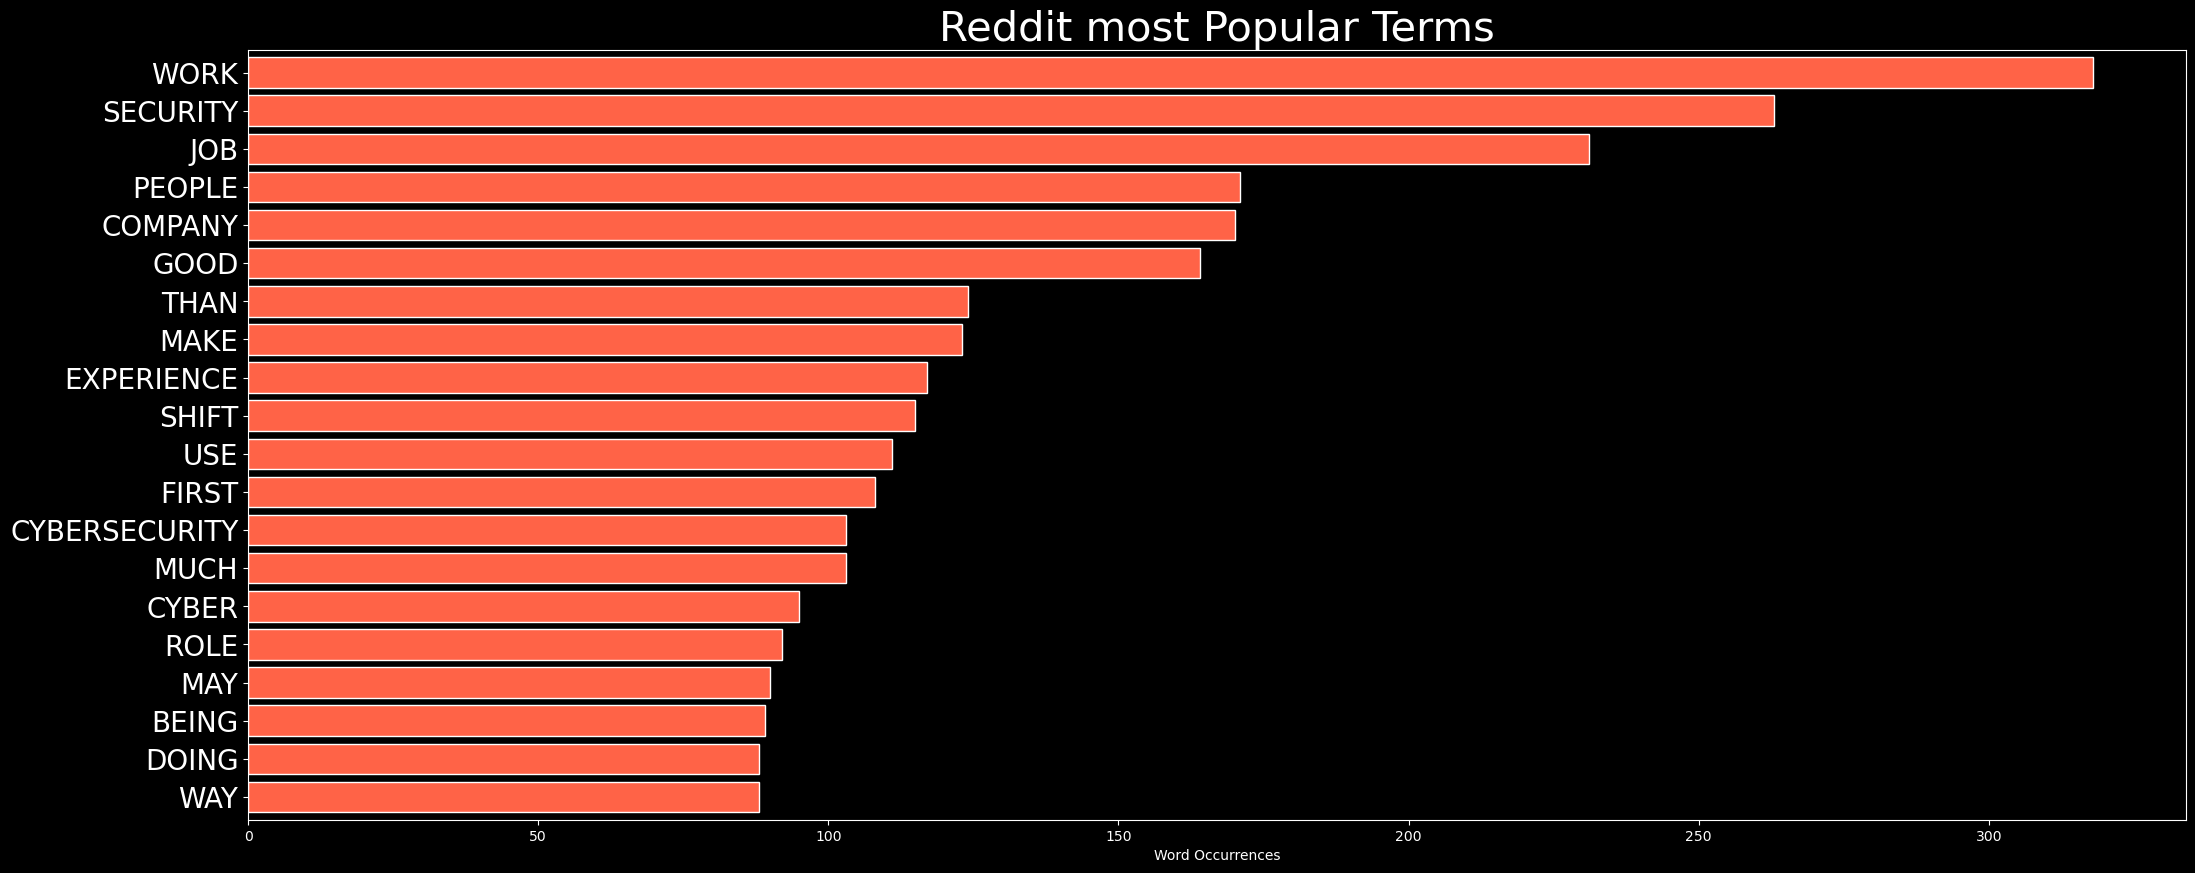 Reddit most Popular Terms
WORK
SECURITY
JOB
PEOPLE
COMPANY
GOOD
THAN
MAKE
EXPERIENCE
SHIFT
USE
FIRST
CYBERSECURITY
MUCH
CYBER
ROLE
MAY
BEING
DOING
WAY
0 50 100 150 200 250 300
Word Occurrences